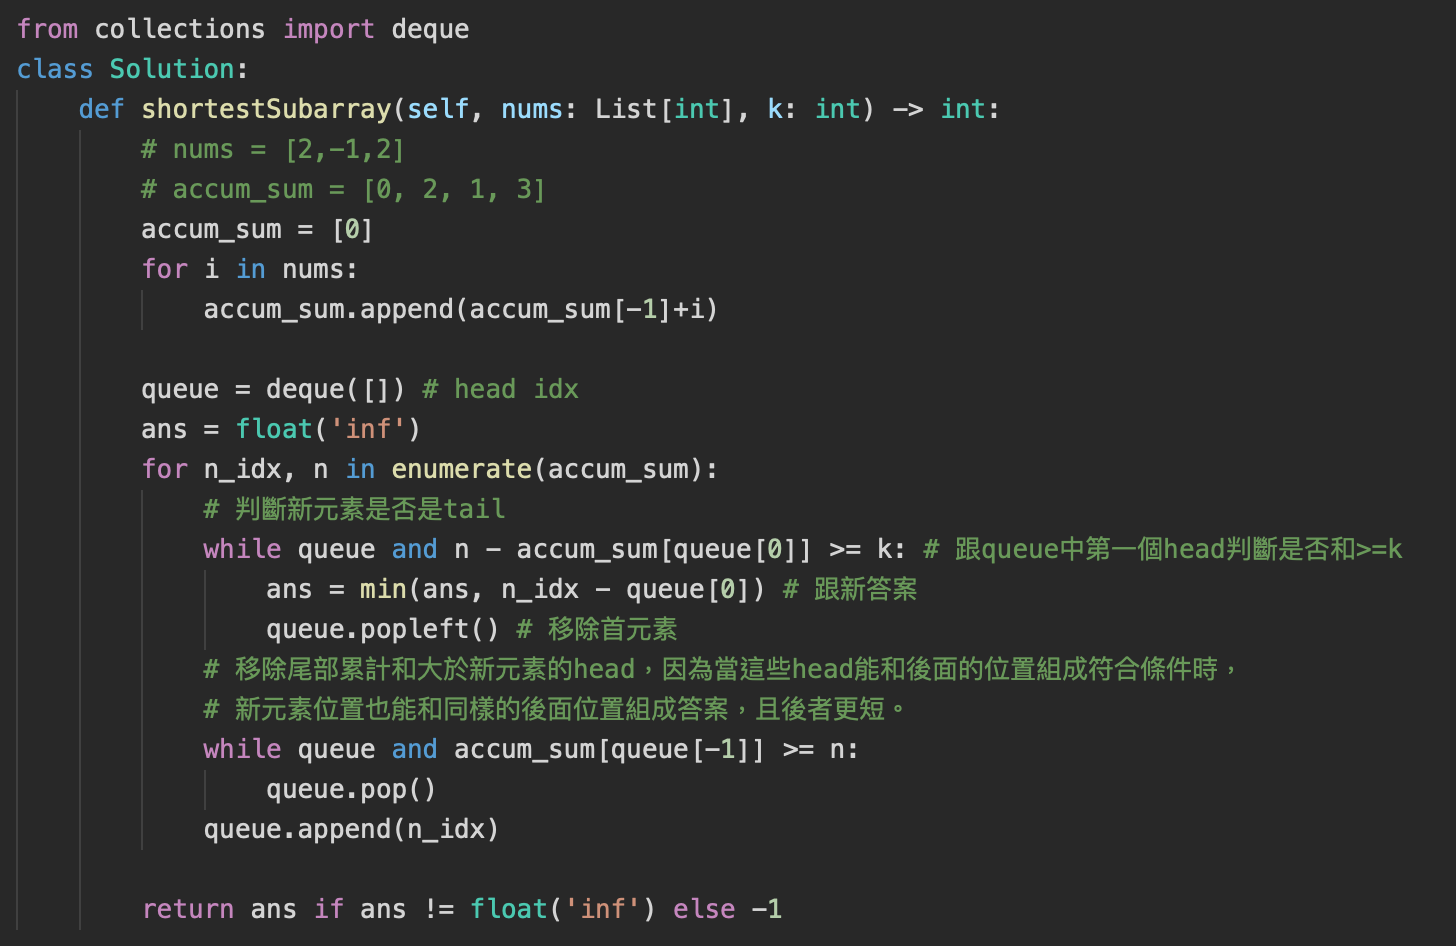 from collections import deque
class Solution:
    def shortestSubarray(self, nums: List[int], k: int) -> int:
        # nums = [2,-1,2]
        # accum_sum = [0, 2, 1, 3]
        accum_sum = [0]
        for i in nums:
            accum_sum.append(accum_sum[-1]+i)

        queue = deque([]) # head idx
        ans = float('inf')
        for n_idx, n in enumerate(accum_sum):
            # 判斷新元素是否是tail
            while queue and n - accum_sum[queue[0]] >= k: # 跟queue中第一個head判斷是否和>=k
                ans = min(ans, n_idx - queue[0]) # 跟新答案
                queue.popleft() # 移除首元素
            # 移除尾部累計和大於新元素的head，因為當這些head能和後面的位置組成符合條件時，
            # 新元素位置也能和同樣的後面位置組成答案，且後者更短。
            while queue and accum_sum[queue[-1]] >= n:
                queue.pop()
            queue.append(n_idx)

        return ans if ans != float('inf') else -1